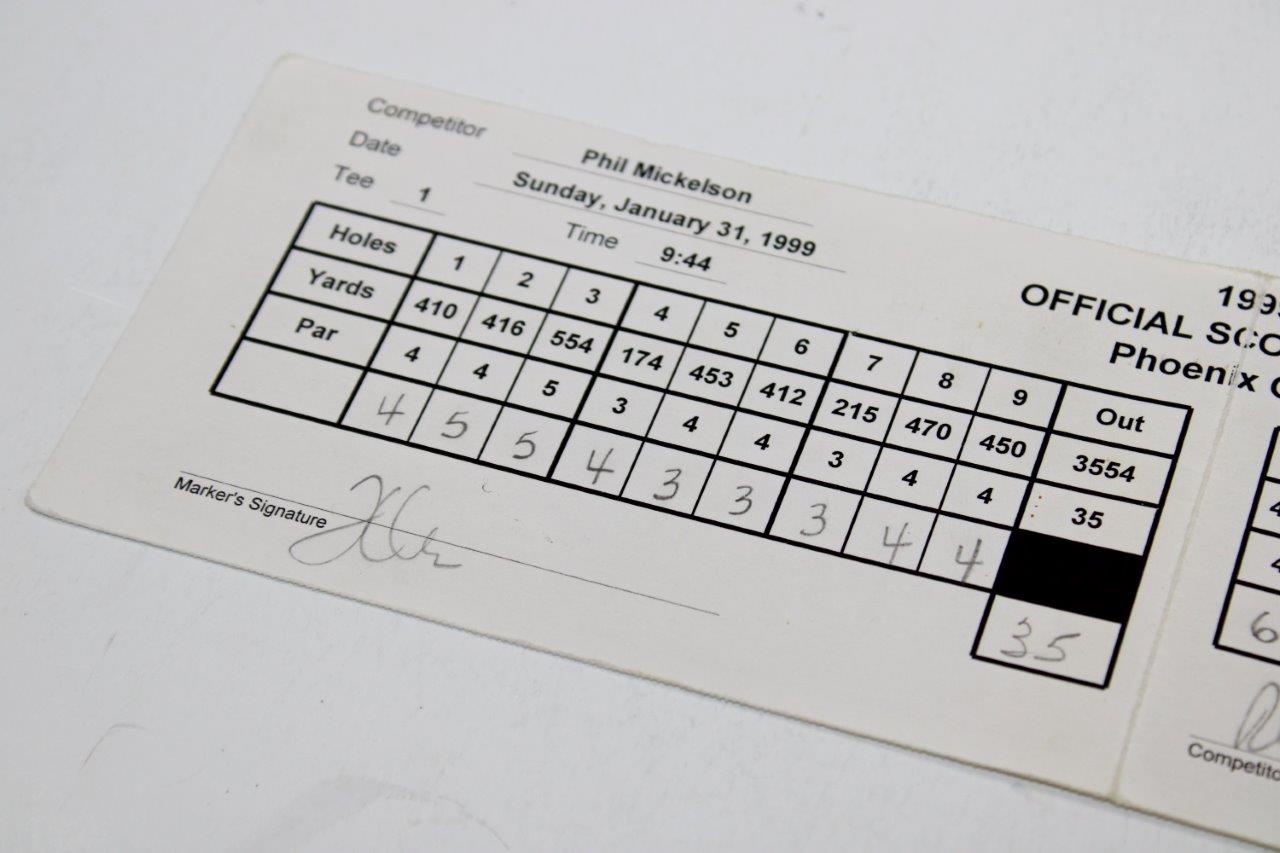 Competitor Phil Mickelson
Date Sunday, January 31, 1999
Tee 1 Time 9:44
OFFICIAL
Phoenix
Holes 1 2 3 4 5 6 7 8 9 Out
Yards 410 416 554 174 453 412 215 470 450 3554
Par 4 4 5 3 4 4 3 4 4 35
4 5 5 4 3 3 3 4 4
35
Marker's Signature
4
4
6